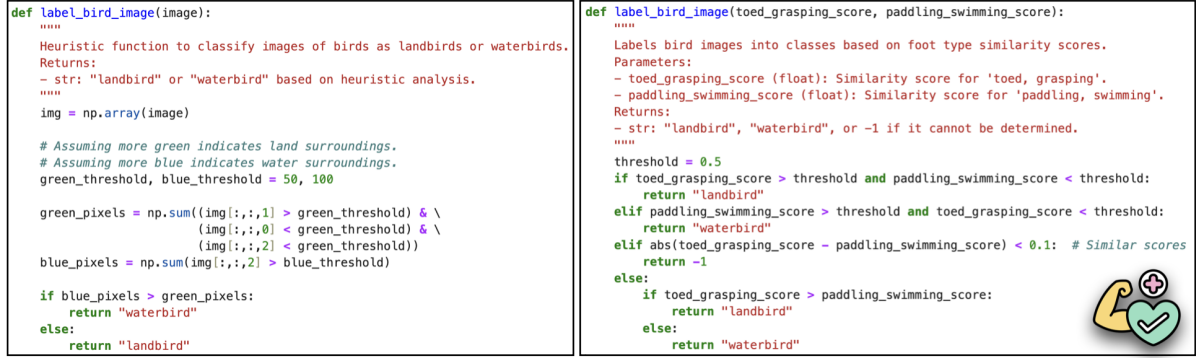 def label_bird_image(image):
    """
    Heuristic function to classify images of birds as landbirds or waterbirds.
    Returns:
    - str: "landbird" or "waterbird" based on heuristic analysis.
    """
    img = np.array(image)

    # Assuming more green indicates land surroundings.
    # Assuming more blue indicates water surroundings.
    green_threshold, blue_threshold = 50, 100

    green_pixels = np.sum((img[:,:,1] > green_threshold) & \
                          (img[:,:,0] < green_threshold) & \
                          (img[:,:,2] < green_threshold))
    blue_pixels = np.sum(img[:,:,2] > blue_threshold)

    if blue_pixels > green_pixels:
        return "waterbird"
    else:
        return "landbird"
def label_bird_image(toed_grasping_score, paddling_swimming_score):
    """
    Labels bird images into classes based on foot type similarity scores.
    Parameters:
    - toed_grasping_score (float): Similarity score for 'toed, grasping'.
    - paddling_swimming_score (float): Similarity score for 'paddling, swimming'.
    Returns:
    - str: "landbird", "waterbird", or -1 if it cannot be determined.
    """
    threshold = 0.5
    if toed_grasping_score > threshold and paddling_swimming_score < threshold:
        return "landbird"
    elif paddling_swimming_score > threshold and toed_grasping_score < threshold:
        return "waterbird"
    elif abs(toed_grasping_score - paddling_swimming_score) < 0.1:  # Similar scores
        return -1
    else:
        if toed_grasping_score > paddling_swimming_score:
            return "landbird"
        else:
            return "waterbird"